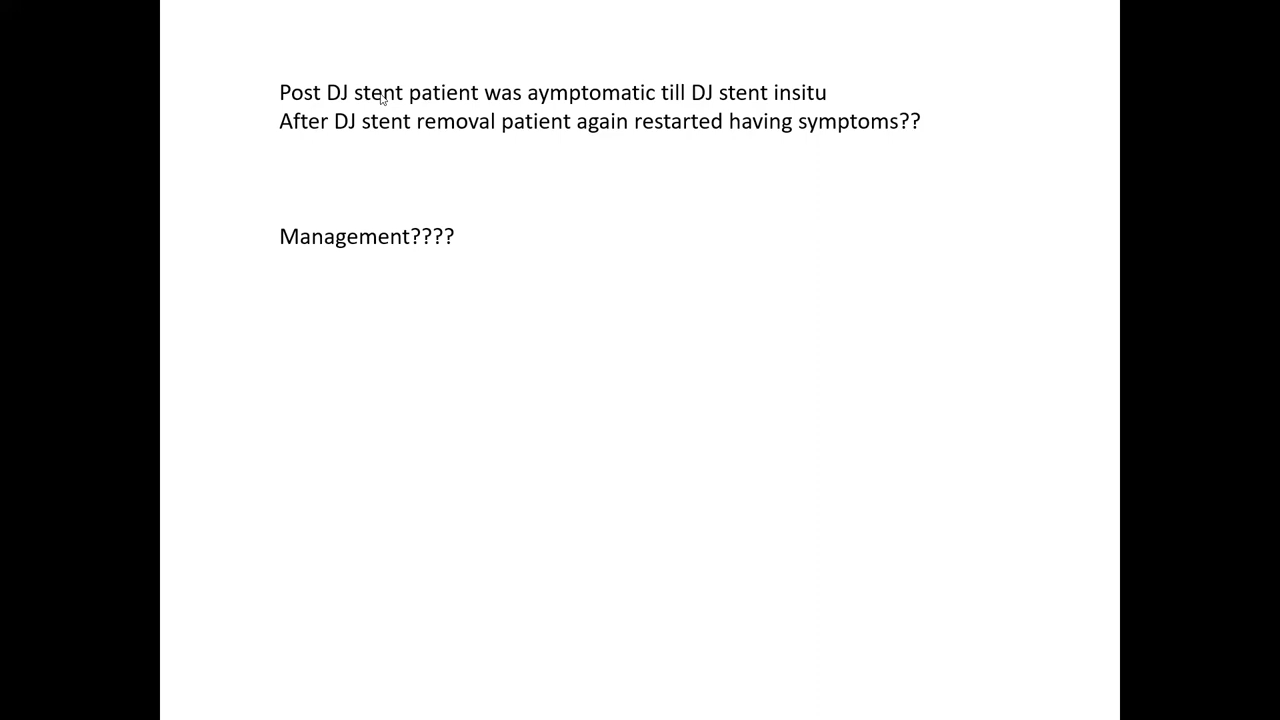 Post DJ stent patient was aymptomatic till DJ stent insitu
After DJ stent removal patient again restarted having symptoms??
Management????